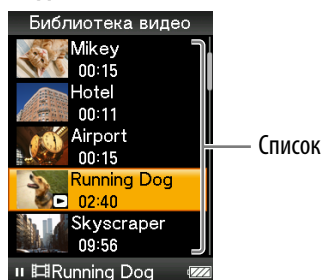 Библиотека видео
Mikey
00:15
Hotel
00:11
Airport
00:15
Running Dog
02:40
Skyscraper
09:56
Running Dog
Список